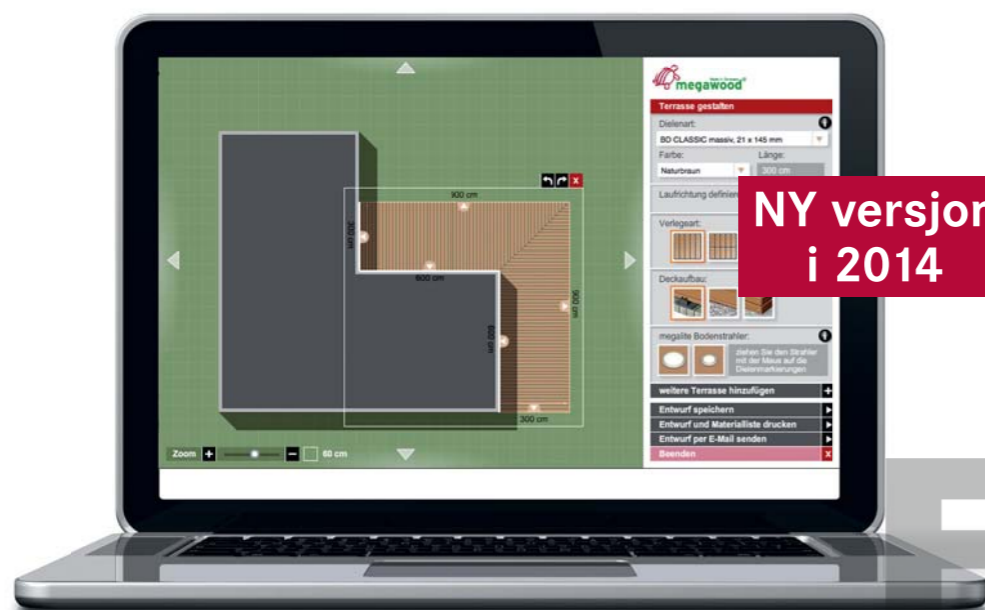 900 cm
300 cm
600 cm
600 cm
900 cm
300 cm
Zoom
60 cm
megawood
Terrasse gestalten
Dielenart:
BD CLASSIC massiv, 21 x 145 mm
Farbe: Länge:
Naturbraun 300 cm
Laufrichtung definier
Verlegeart:
Deckaufbau:
megalite Bodenstrahler:
ziehen Sie den Strahler
mit der Maus auf die
Dielenmarkierungen
weitere Terrasse hinzufügen
Entwurf speichern
Entwurf und Materialliste drucken
Entwurf per E-Mail senden
Beenden
NY versjon
i 2014